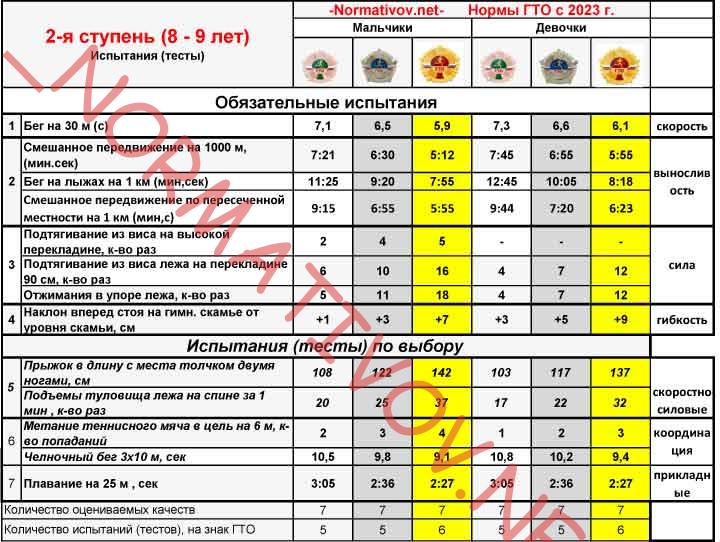 -Normativov.net- Нормы ГТО с 2023 г.
2-я ступень (8 - 9 лет)
Испытания (тесты)
Мальчики Девочки
Обязательные испытания
1 Бег на 30 м (с) 7,1 6,5 5,9 7,3 6,6 6,1 скорость
2 Смешанное передвижение на 1000 м,
(мин.сек) 7:21 6:30 5:12 7:45 6:55 5:55 вынослив
ость
Бег на лыжах на 1 км (мин,сек) 11:25 9:20 7:55 12:45 10:05 8:18
Смешанное передвижение по пересеченной
местности на 1 км (мин,с) 9:15 6:55 5:55 9:44 7:20 6:23
3 Подтягивание из виса на высокой
перекладине, к-во раз 2 4 5 - - - сила
Подтягивание из виса лежа на перекладине
90 см, к-во раз 6 10 16 4 7 12
Отжимания в упоре лежа, к-во раз 5 11 18 4 7 12
4 Наклон вперед стоя на гимн. скамье от
уровня скамьи, см +1 +3 +7 +3 +5 +9 гибкость
Испытания (тесты) по выбору
5 Прыжок в длину с места толчком двумя
ногами, см 108 122 142 103 117 137 скоростно
силовые
Подъемы туловища лежа на спине за 1
мин , к-во раз 20 25 37 17 22 32
6 Метание теннисного мяча в цель на 6 м, к-
во попаданий 2 3 4 1 2 3 координа
ция
Челночный бег 3х10 м, сек 10,5 9,8 9,1 10,8 10,2 9,4
7 Плавание на 25 м , сек 3:05 2:36 2:27 3:05 2:36 2:27 прикладн
ые
Количество оцениваемых качеств 7 7 7 7 7 7
Количество испытаний (тестов), на знак ГТО 5 5 6 5 5 6
NORMATIVOV.NE